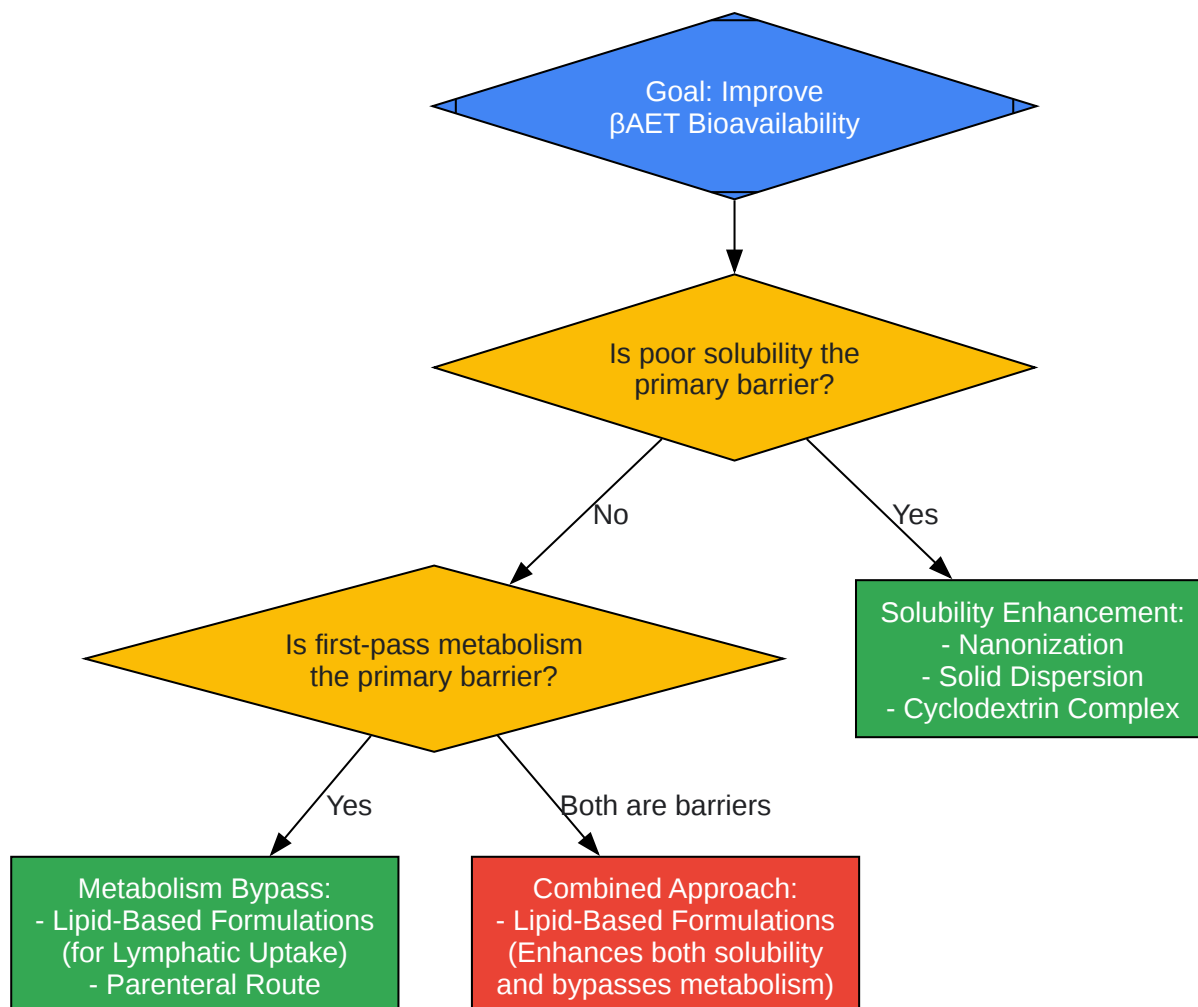 Goal: Improve
βAET Bioavailability
Is poor solubility the
primary barrier?
No
Yes
Is first-pass metabolism
the primary barrier?
Solubility Enhancement:
- Nanonization
- Solid Dispersion
- Cyclodextrin Complex
Yes
Both are barriers
Metabolism Bypass:
- Lipid-Based Formulations
(for Lymphatic Uptake)
- Parenteral Route
Combined Approach:
- Lipid-Based Formulations
(Enhances both solubility
and bypasses metabolism)